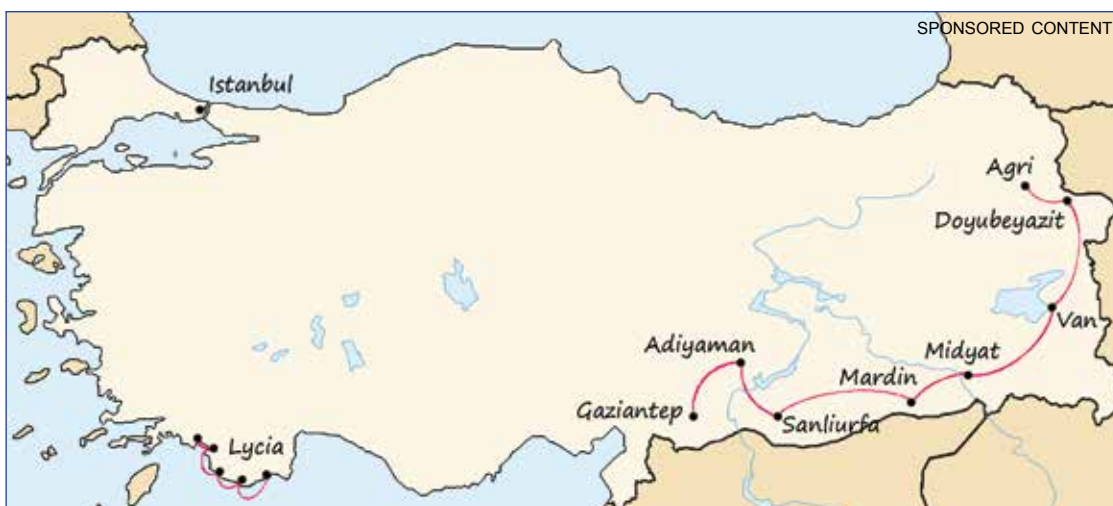 SPONSORED CONTENT
Istanbul
Agri
Doyubeyazit
Van
Adiyaman
Midyat
Mardin
Gaziantep
Sanliurfa
Lycia